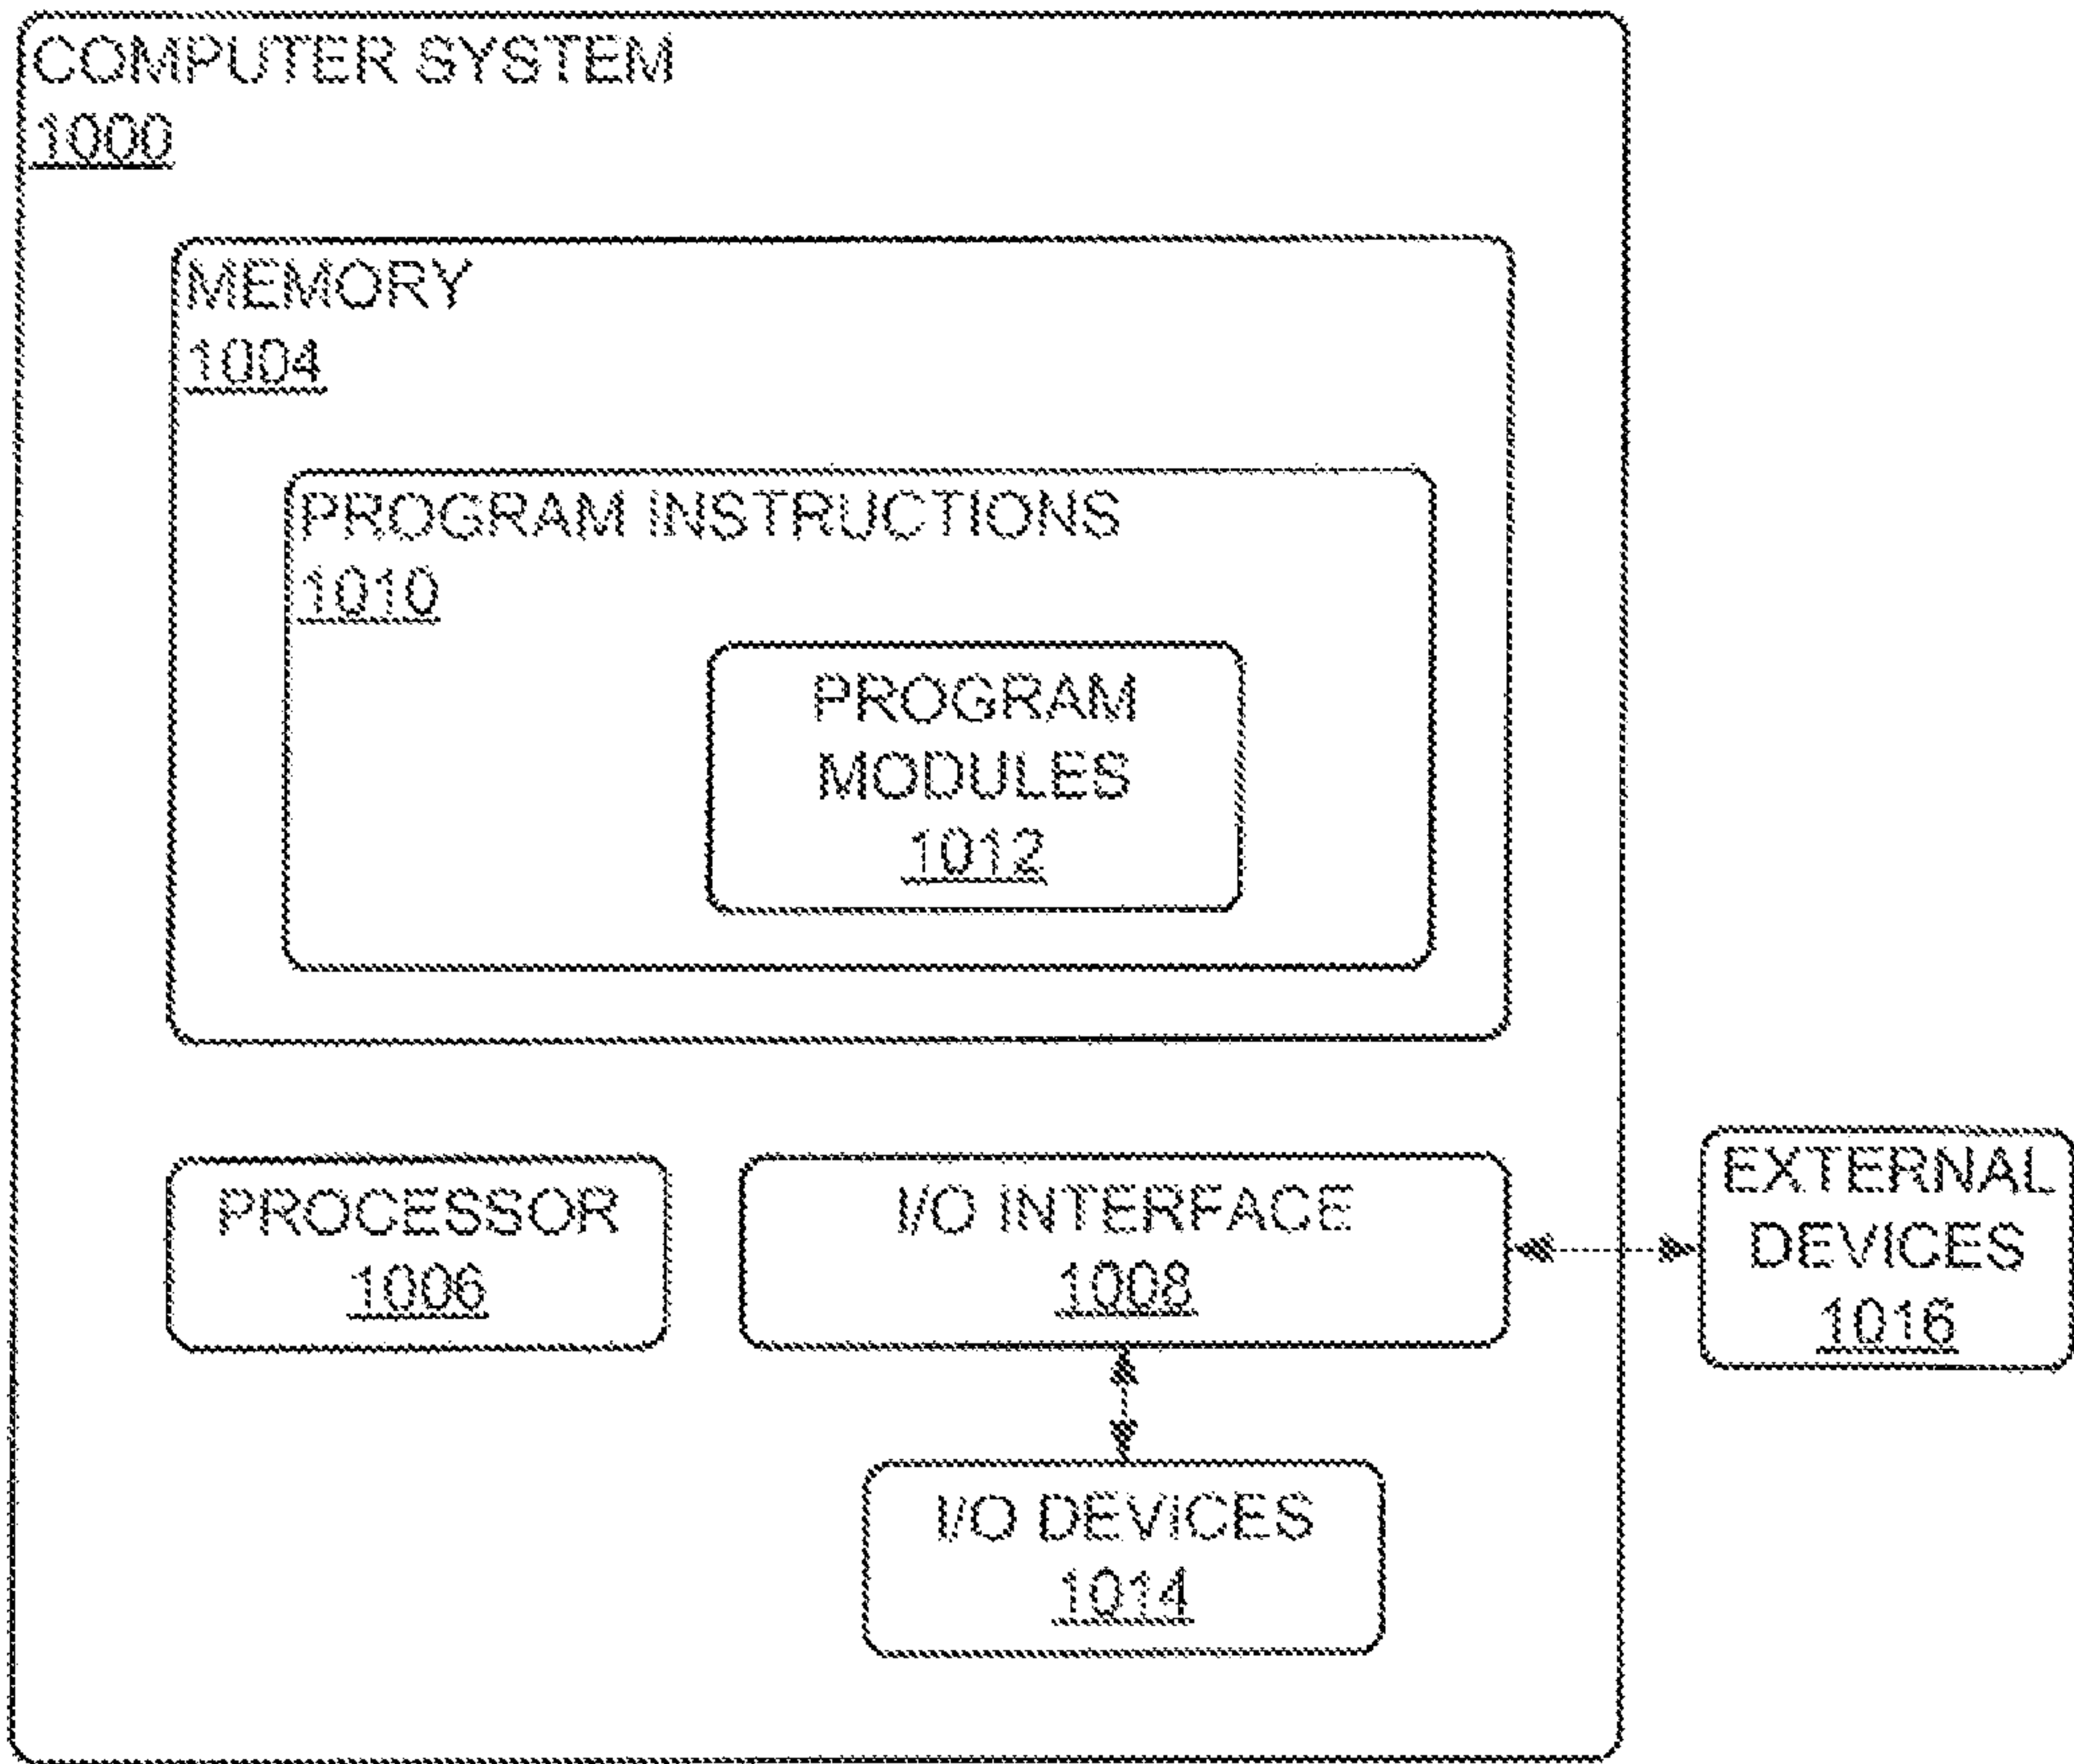 COMPUTER SYSTEM
1000
MEMORY
1004
PROGRAM INSTRUCTIONS
1010
PROGRAM
MODULES
1012
PROCESSOR
1006
I/O INTERFACE
1008
EXTERNAL
DEVICES
1016
I/O DEVICES
1014